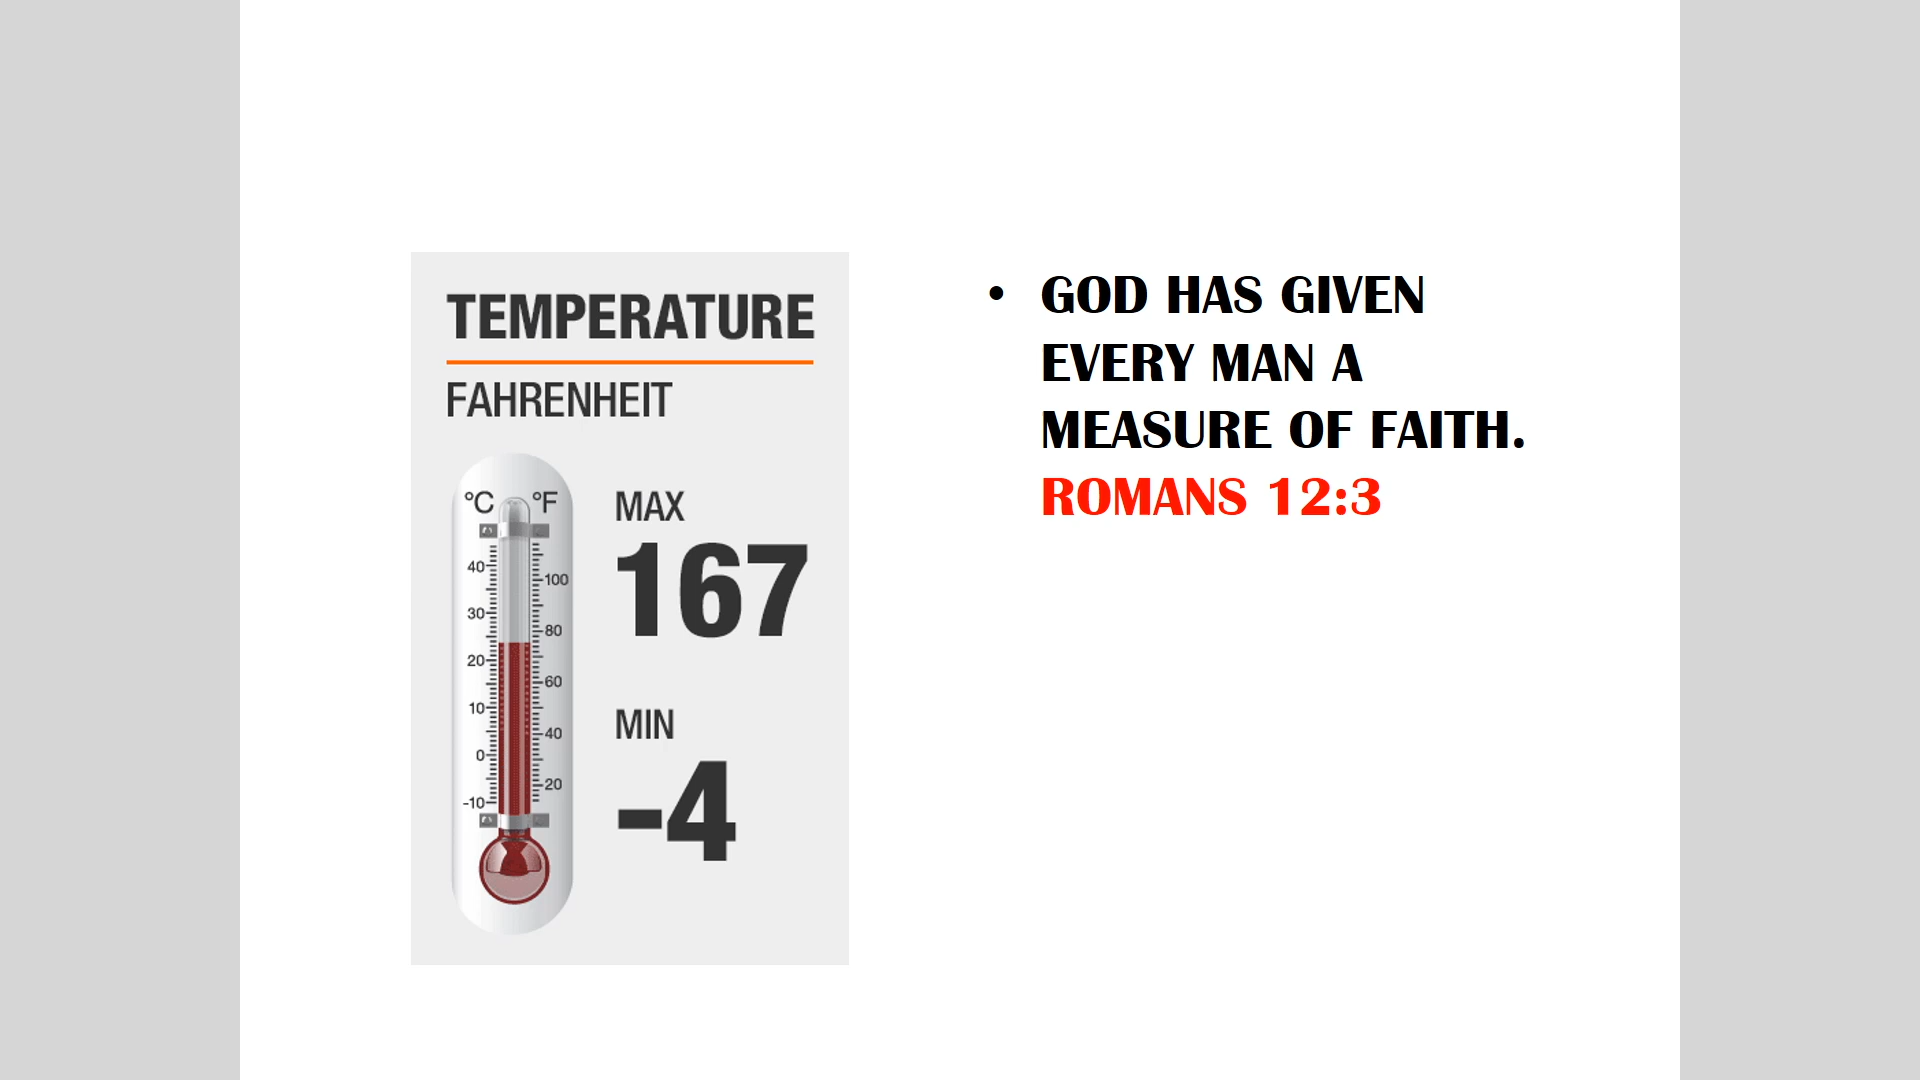 TEMPERATURE
FAHRENHEIT
°C °F
40
30
20
10
0
-10
100
80
60
40
20
MAX
167
MIN
-4
• GOD HAS GIVEN
EVERY MAN A
MEASURE OF FAITH.
ROMANS 12:3